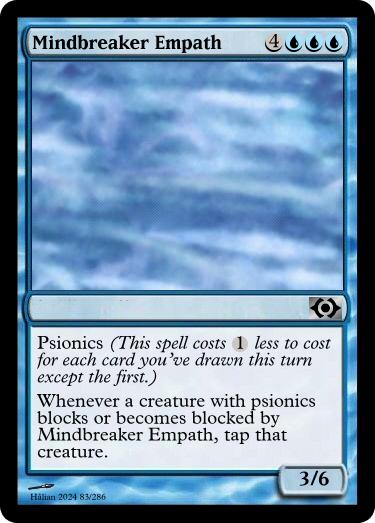 Mindbreaker Empath 4
Psionics (This spell costs 1 less to cost
for each card you've drawn this turn
except the first.)
Whenever a creature with psionics
blocks or becomes blocked by
Mindbreaker Empath, tap that
creature.
3/6
Hålian 2024 83/286